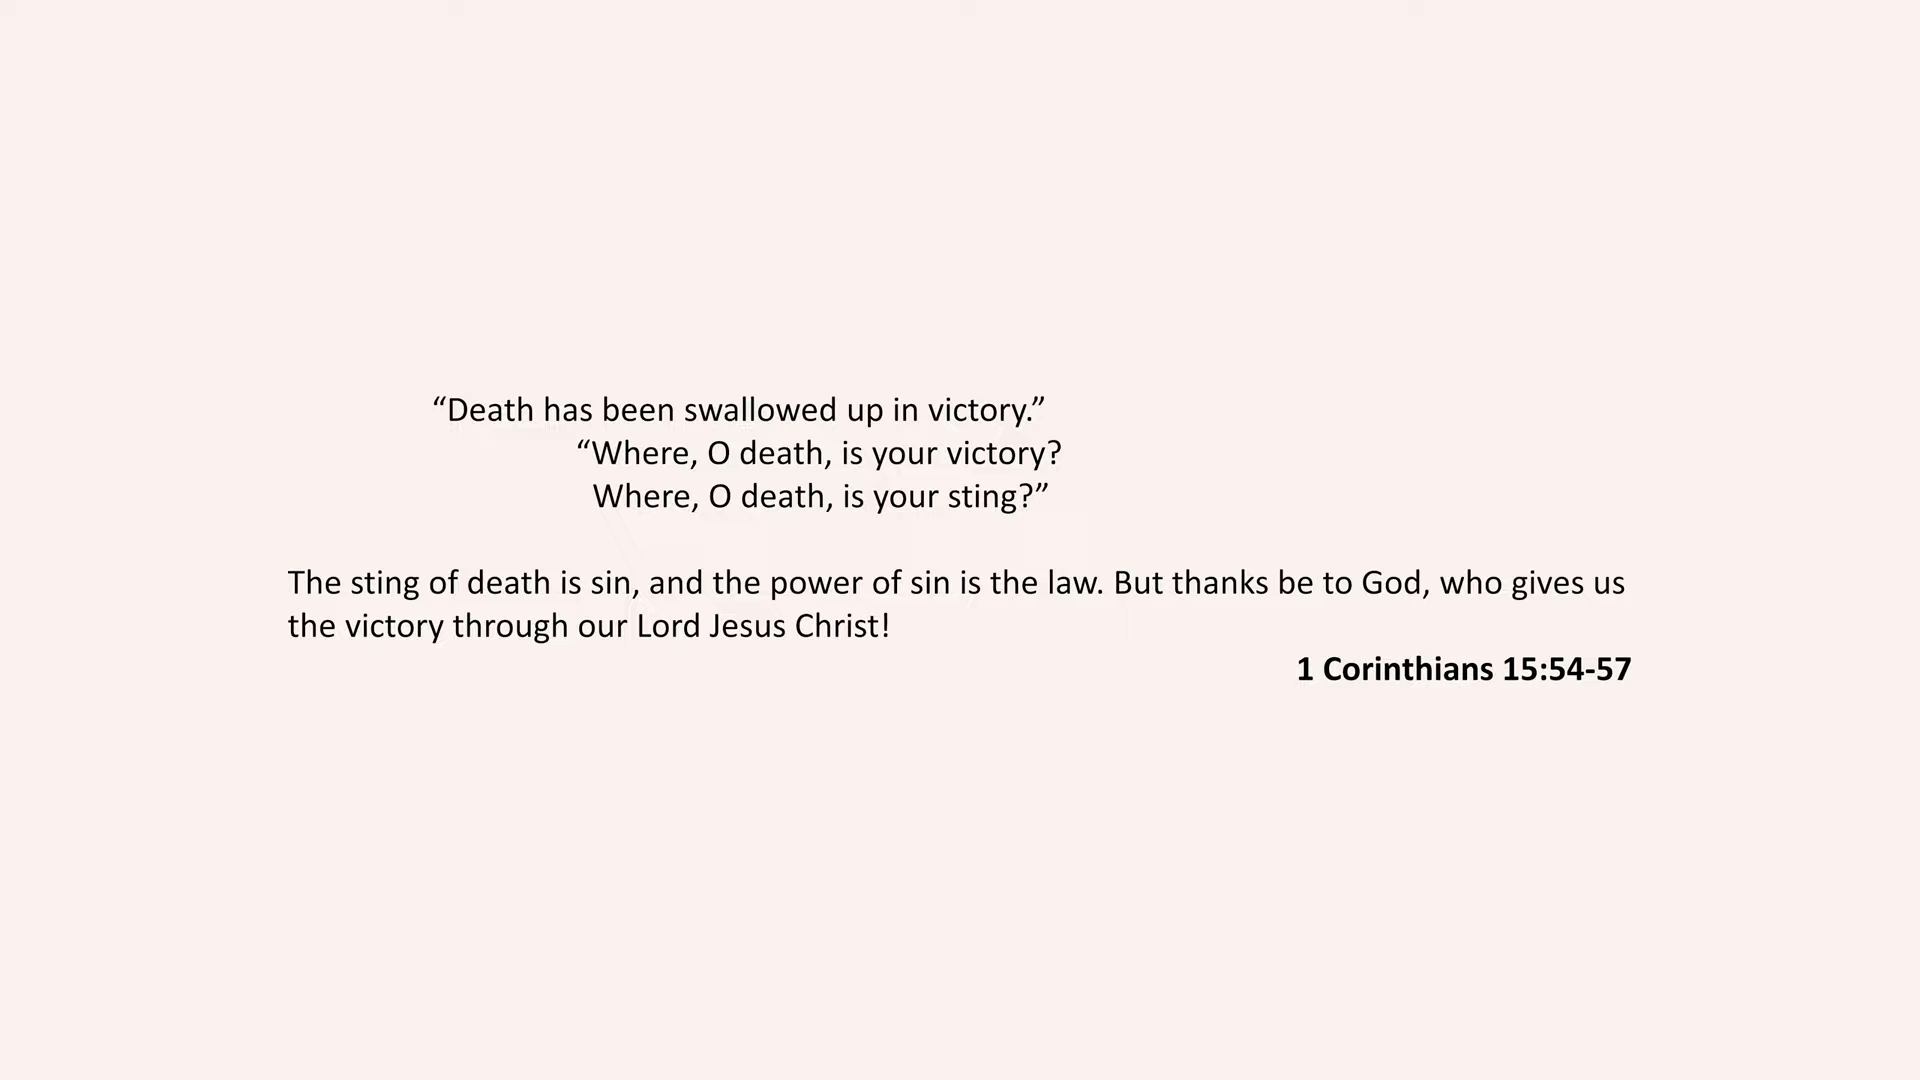 “Death has been swallowed up in victory.”
“Where, O death, is your victory?
Where, O death, is your sting?”
The sting of death is sin, and the power of sin is the law. But thanks be to God, who gives us
the victory through our Lord Jesus Christ!
1 Corinthians 15:54-57